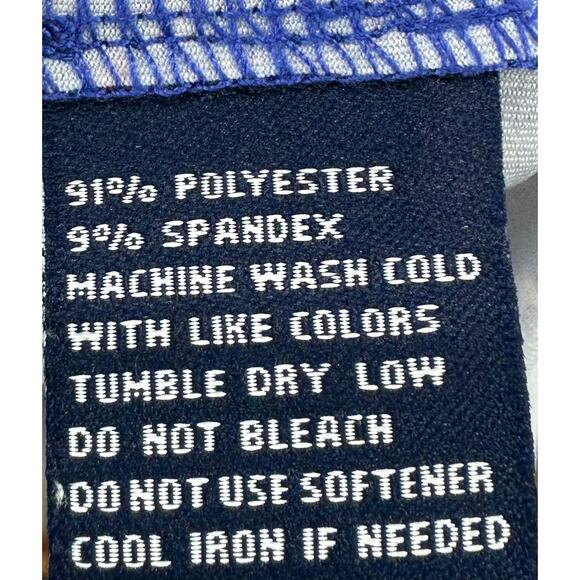 91% POLYESTER
9% SPANDEX
MACHINE WASH COLD
WITH LIKE COLORS
TUMBLE DRY LOW
DO NOT BLEACH
DO NOT USE SOFTENER
COOL IRON IF NEEDED